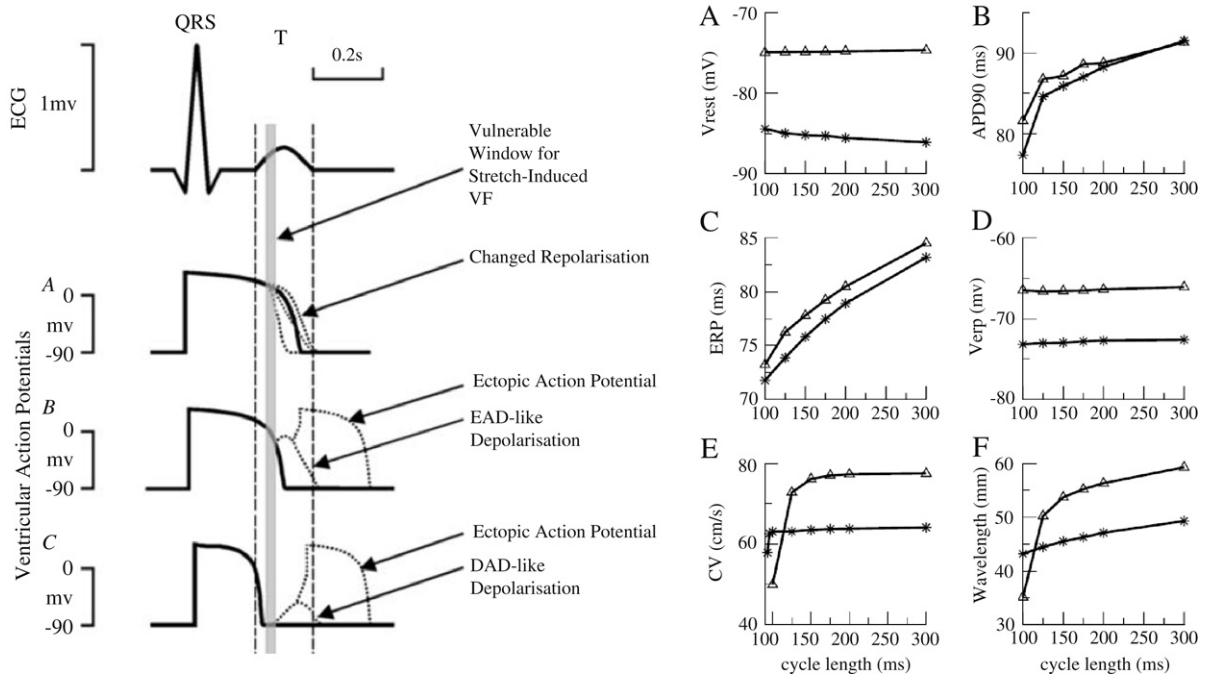 QRS
T
0.2s
ECG
1mv
Vulnerable
Window for
Stretch-Induced
VF
Changed Repolarisation
Ventricular Action Potentials
A
0
mv
-90
Ectopic Action Potential
EAD-like
Depolarisation
B
0
mv
-90
Ectopic Action Potential
DAD-like
Depolarisation
C
0
mv
-90
A
-70
-80
-90
Vrest (mV)
100 150 200 250 300
B
90
80
APD90 (ms)
100 150 200 250 300
C
85
80
75
70
ERP (ms)
100 150 200 250 300
D
-60
-70
-80
Verp (mv)
100 150 200 250 300
E
80
60
40
CV (cm/s)
100 150 200 250 300
cycle length (ms)
F
60
50
40
30
Wavelength (mm)
100 150 200 250 300
cycle length (ms)